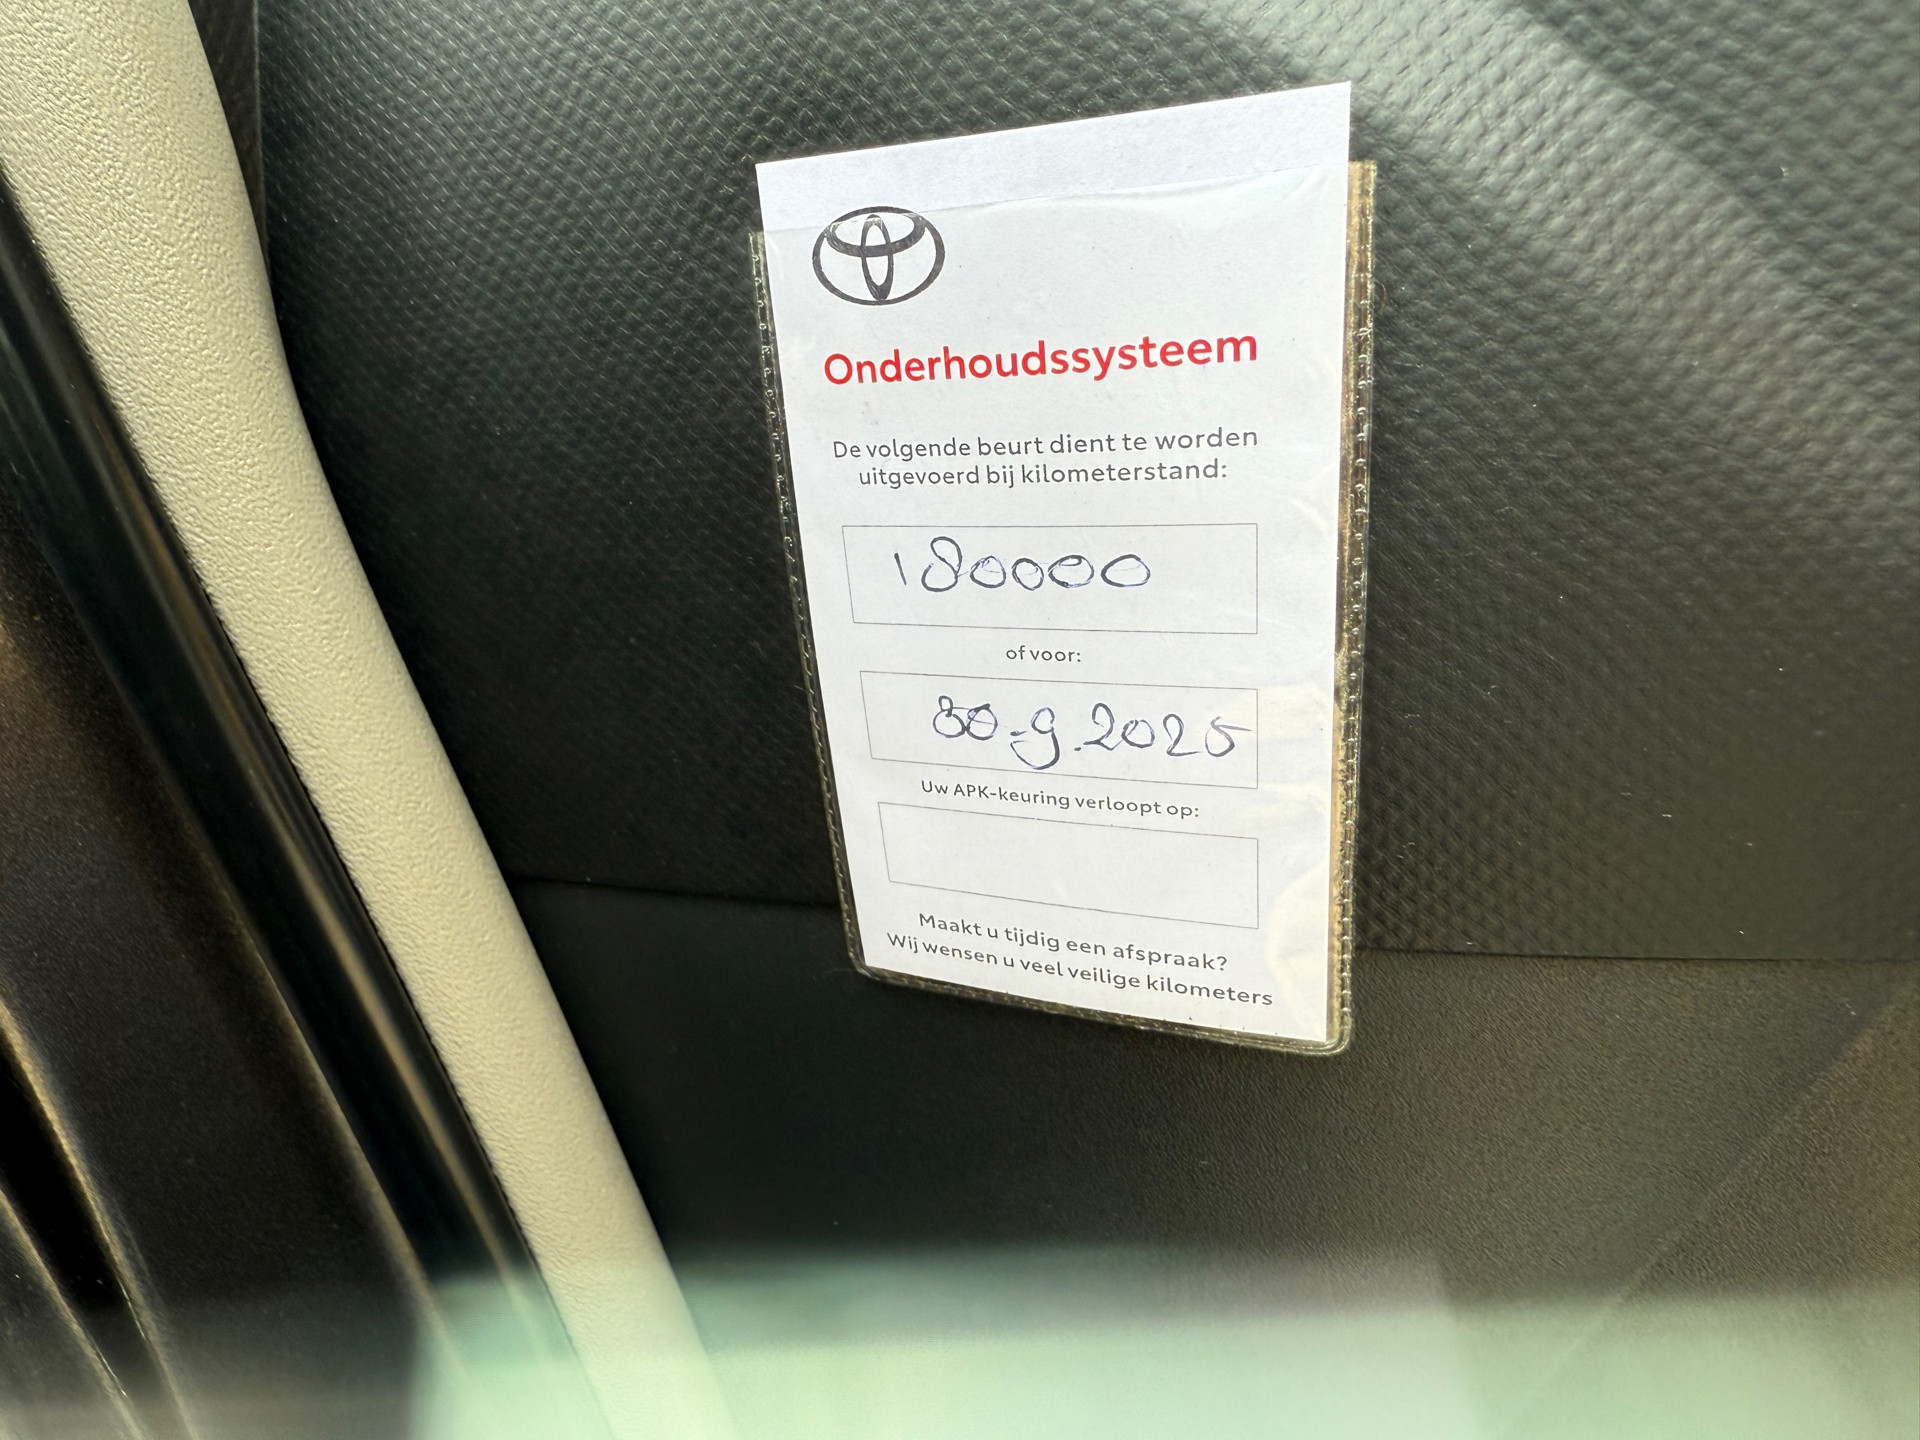 Onderhoudssysteem
De volgende beurt dient te worden
uitgevoerd bij kilometerstand:
180000
of voor:
30-9.2025
Uw APK-keuring verloopt op:
Maakt u tijdig een afspraak?
Wij wensen u veel veilige kilometers